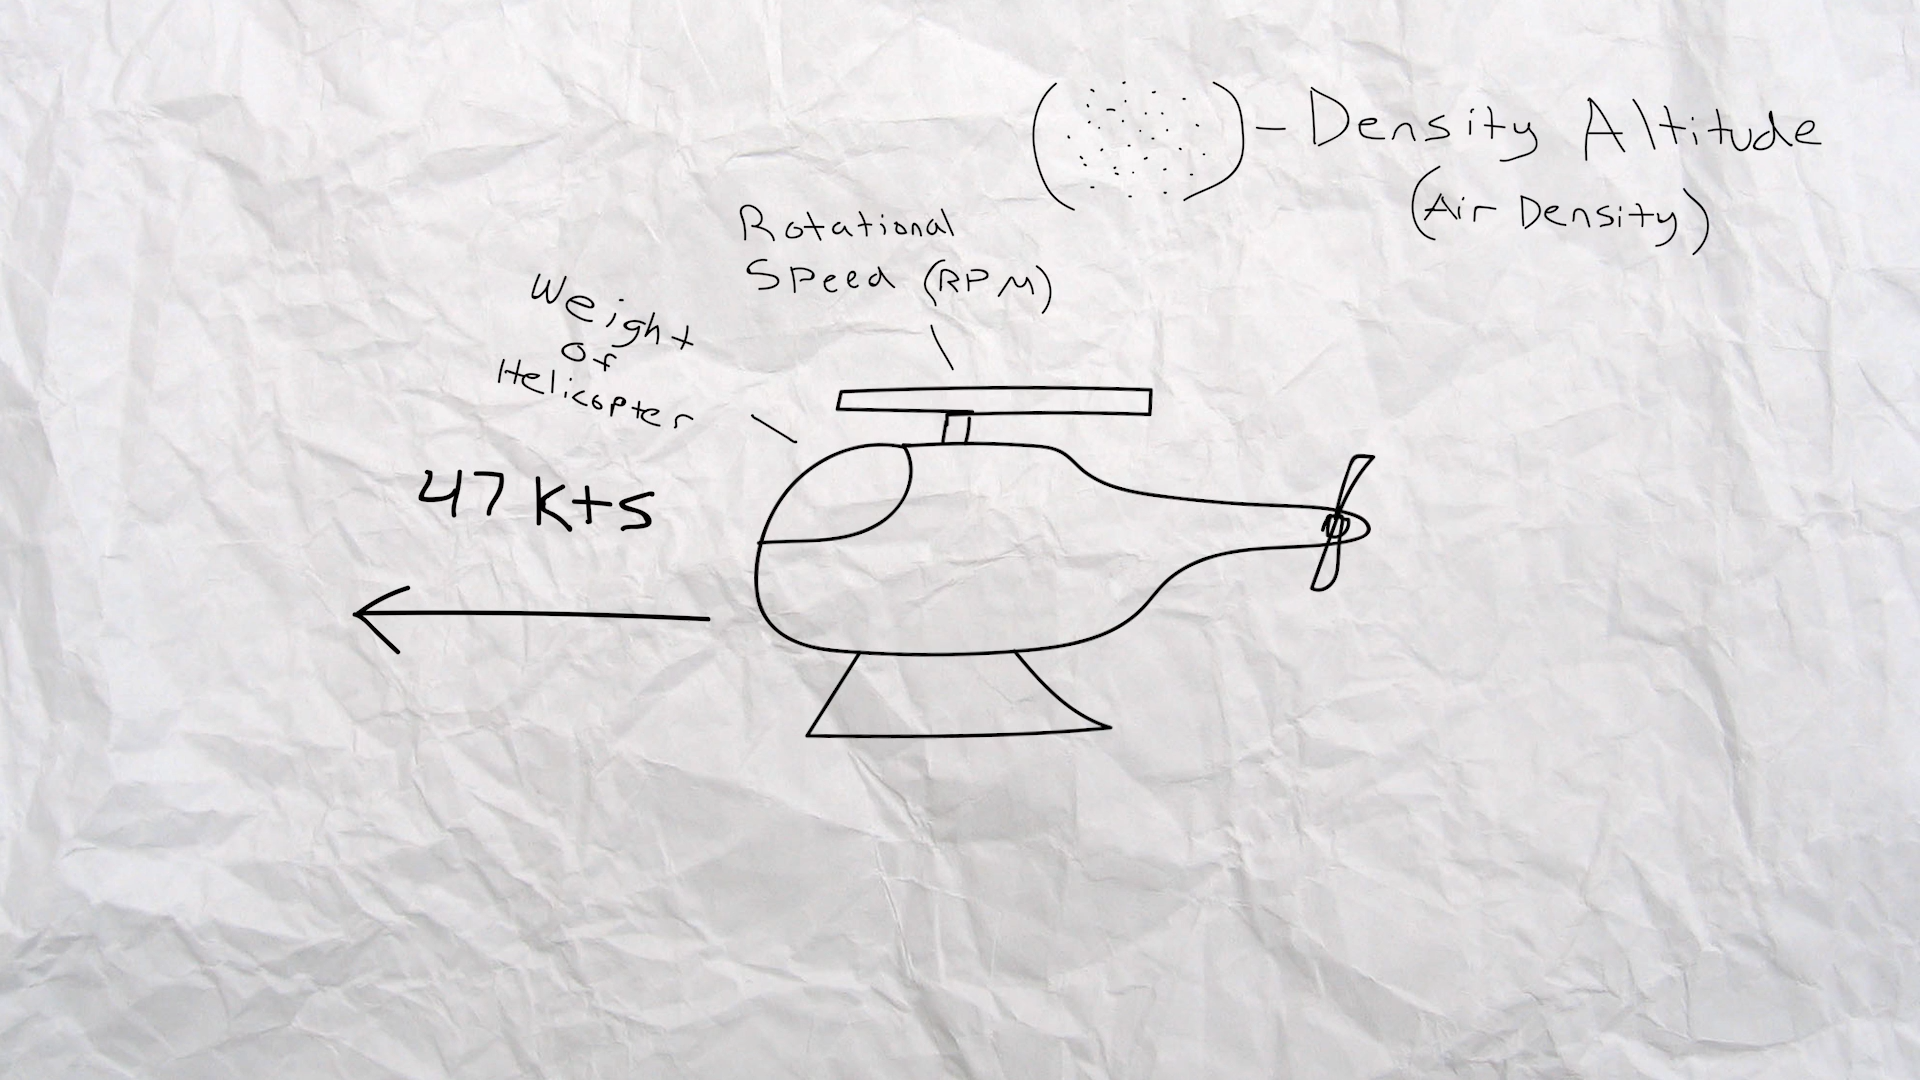 Density Altitude
(Air Density)
Rotational
Speed (RPM)
Weight
of
Helicopter
47 Kts